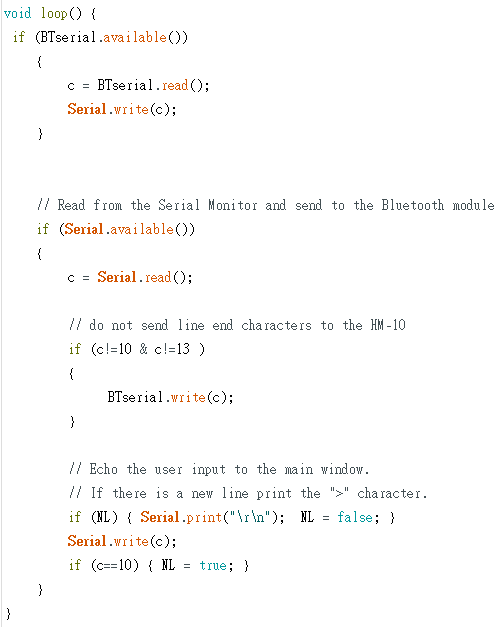 void loop() {
if (BTserial.available())
{
c = BTserial.read();
Serial.write(c);
}
// Read from the Serial Monitor and send to the Bluetooth module
if (Serial.available())
{
c = Serial.read();
// do not send line end characters to the HM-10
if (c!=10 & c!=13 )
{
BTserial.write(c);
}
// Echo the user input to the main window.
// If there is a new line print the ">" character.
if (NL) { Serial.print("\r\n");  NL = false; }
Serial.write(c);
if (c==10) { NL = true; }
}
}